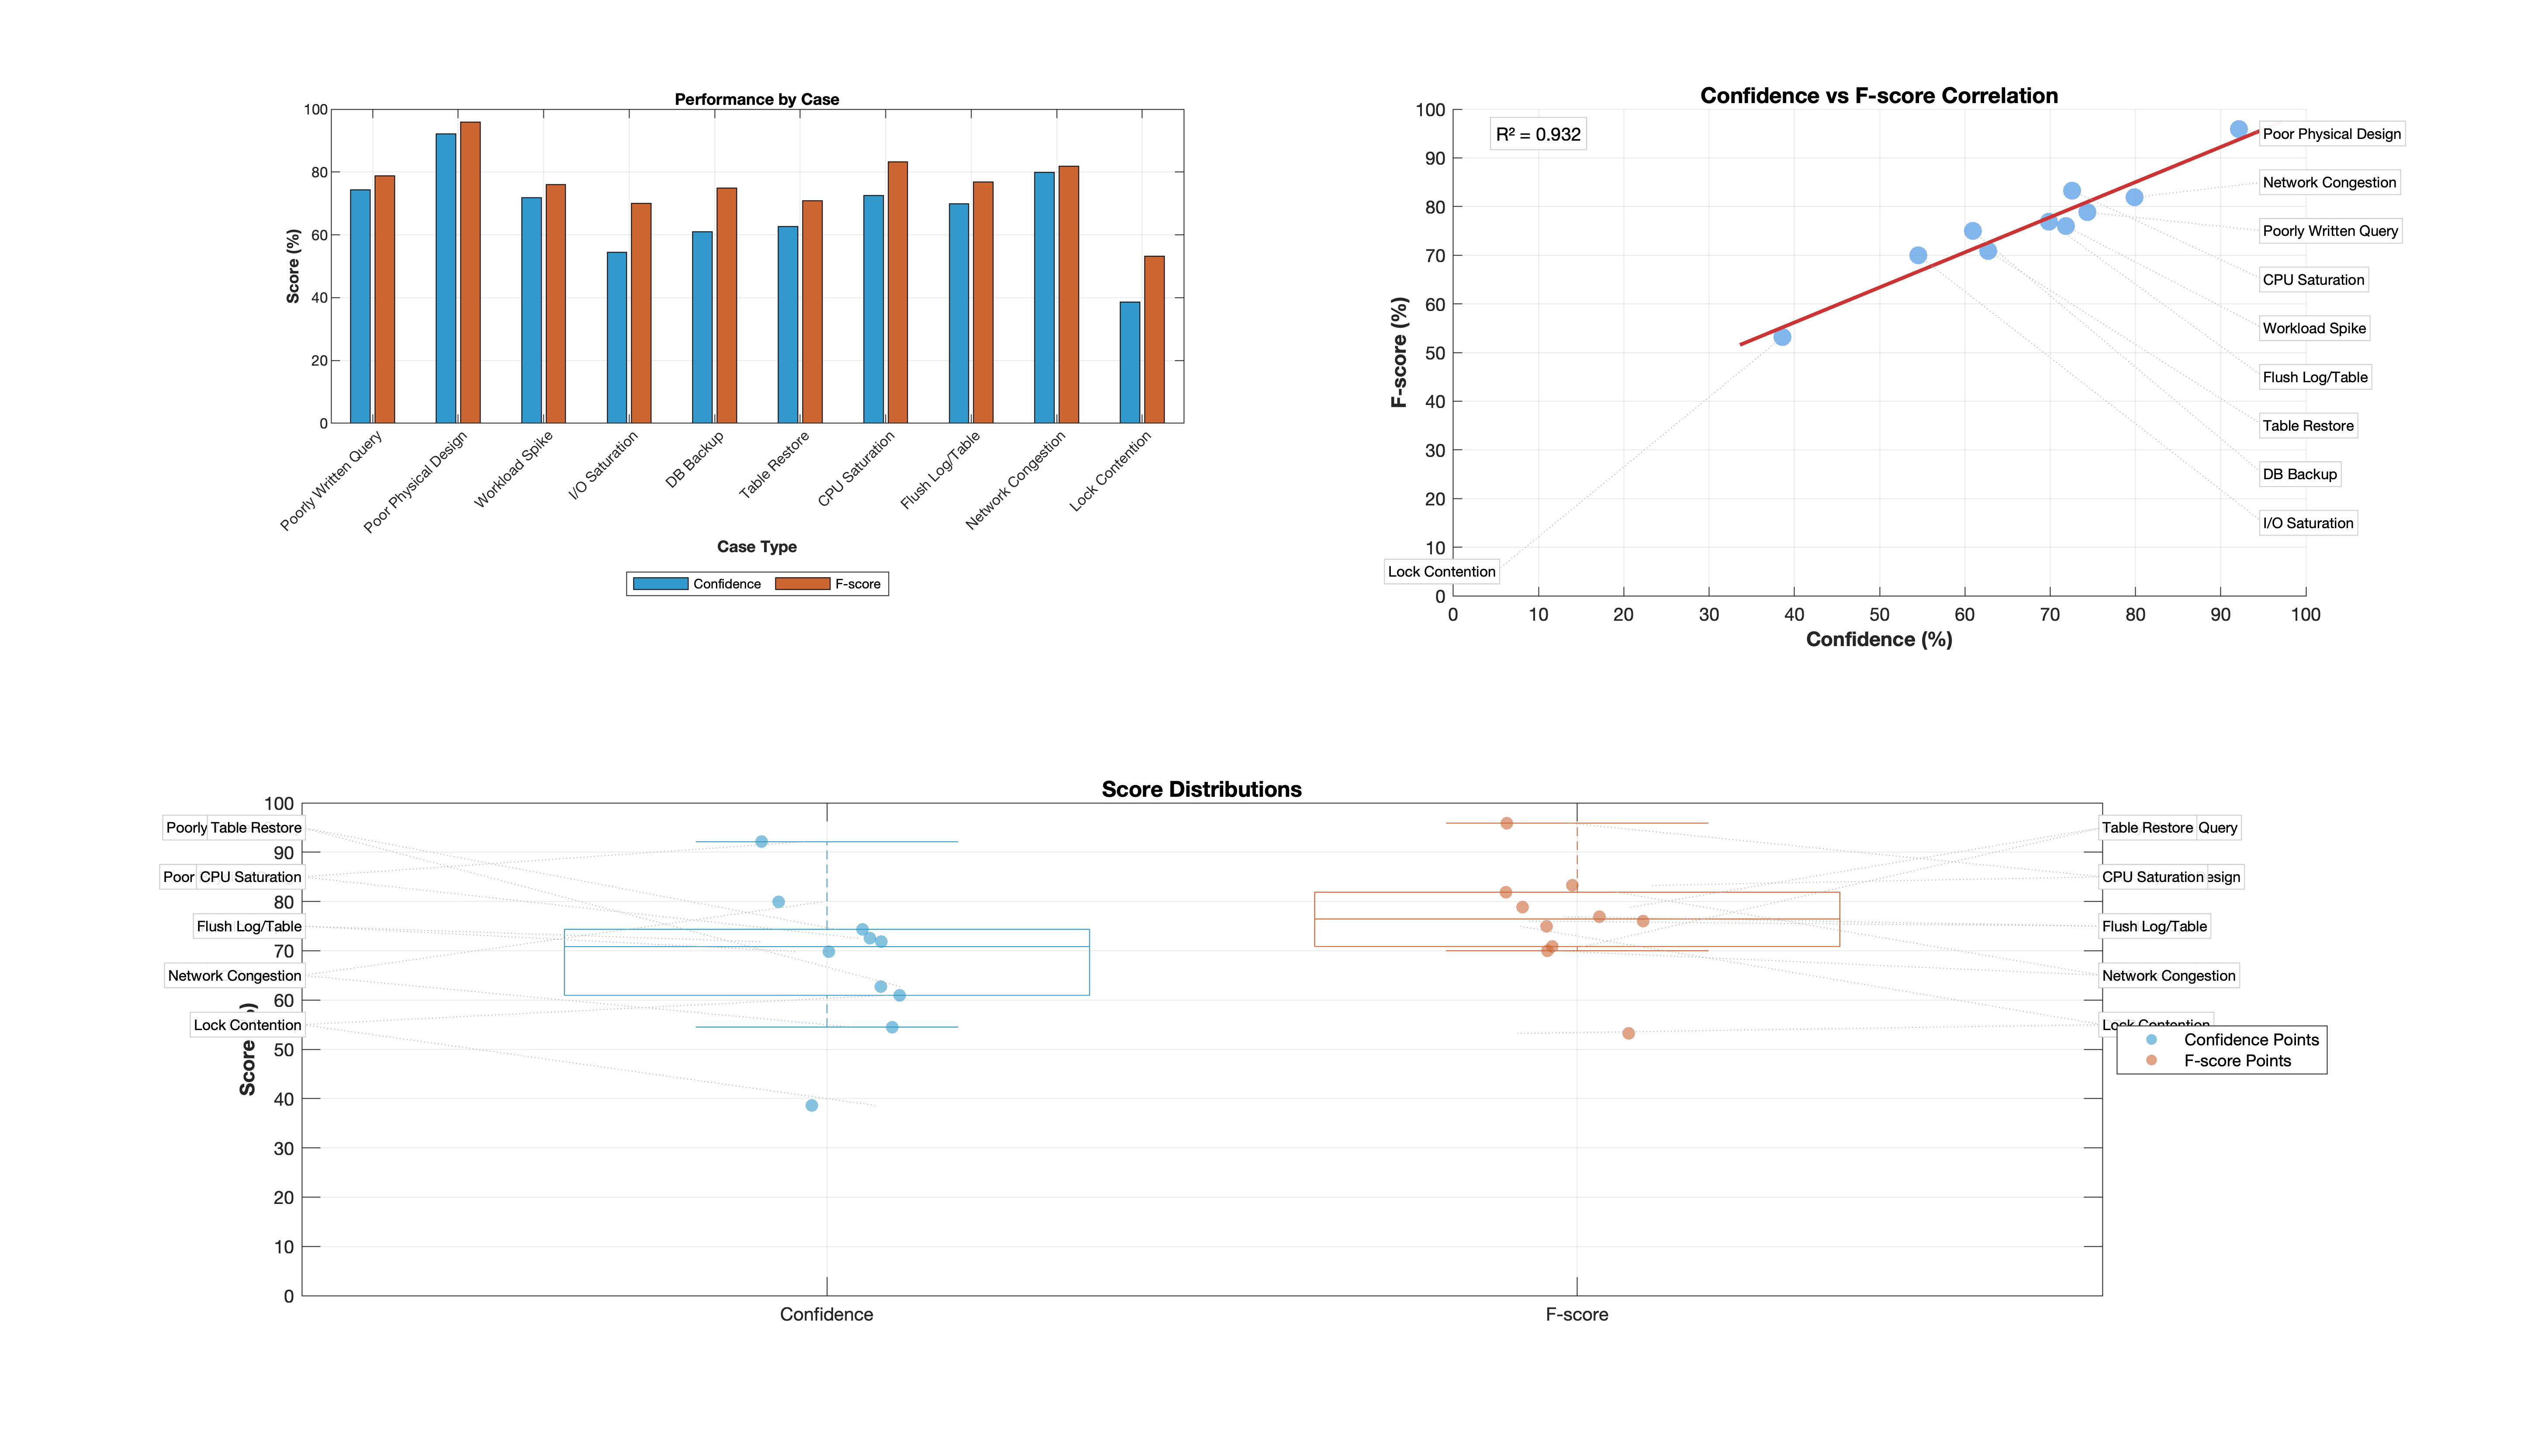 Performance by Case
100
80
60
40
20
0
Score (%)
Poorly Written Query
Poor Physical Design
Workload Spike
I/O Saturation
DB Backup
Table Restore
CPU Saturation
Flush Log/Table
Network Congestion
Lock Contention
Case Type
Confidence
F-score
Confidence vs F-score Correlation
R² = 0.932
100
90
80
70
60
50
40
30
20
10
0
F-score (%)
Poor Physical Design
Network Congestion
Poorly Written Query
CPU Saturation
Workload Spike
Flush Log/Table
Table Restore
DB Backup
I/O Saturation
Lock Contention
0 10 20 30 40 50 60 70 80 90 100
Confidence (%)
Score Distributions
100
90
80
70
60
50
40
30
20
10
0
Score
Poorly Table Restore
Poor CPU Saturation
Flush Log/Table
Network Congestion
Lock Contention
Table Restore Query
CPU Saturation
Flush Log/Table
Network Congestion
Lock Contention
Confidence Points
F-score Points
Confidence
F-score